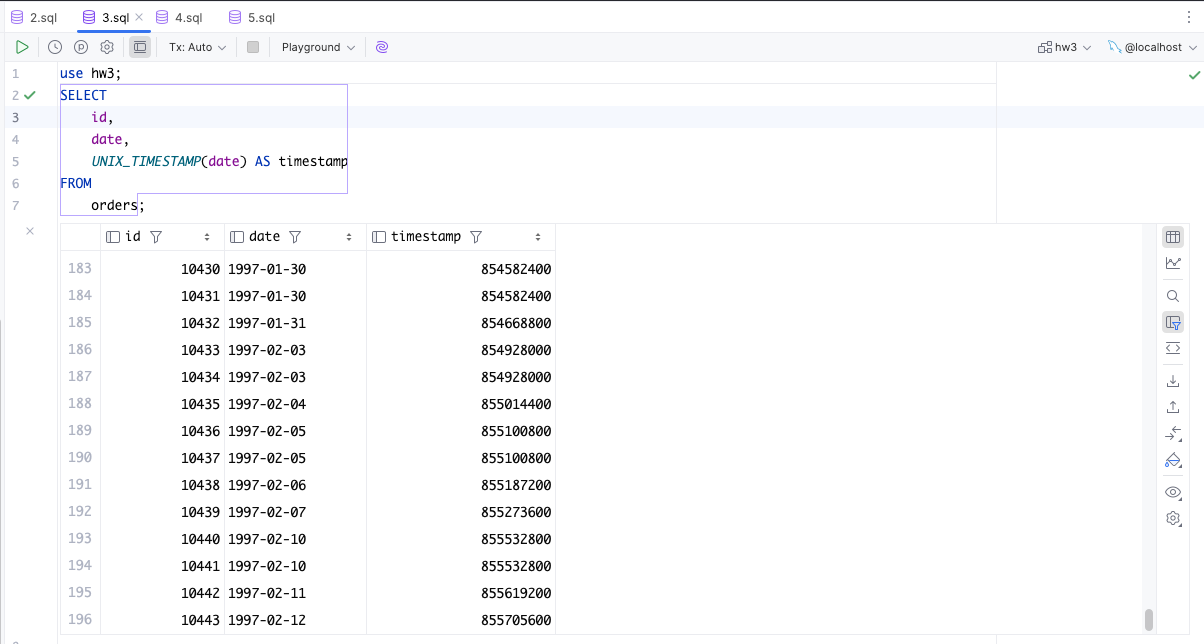 2.sql 3.sql 4.sql 5.sql
Tx: Auto Playground hw3 @localhost
1 use hw3;
2 SELECT
3 id,
4 date,
5 UNIX_TIMESTAMP(date) AS timestamp
6 FROM
7 orders;
id date timestamp
183 10430 1997-01-30 854582400
184 10431 1997-01-30 854582400
185 10432 1997-01-31 854668800
186 10433 1997-02-03 854928000
187 10434 1997-02-03 854928000
188 10435 1997-02-04 855014400
189 10436 1997-02-05 855100800
190 10437 1997-02-05 855100800
191 10438 1997-02-06 855187200
192 10439 1997-02-07 855273600
193 10440 1997-02-10 855532800
194 10441 1997-02-10 855532800
195 10442 1997-02-11 855619200
196 10443 1997-02-12 855705600